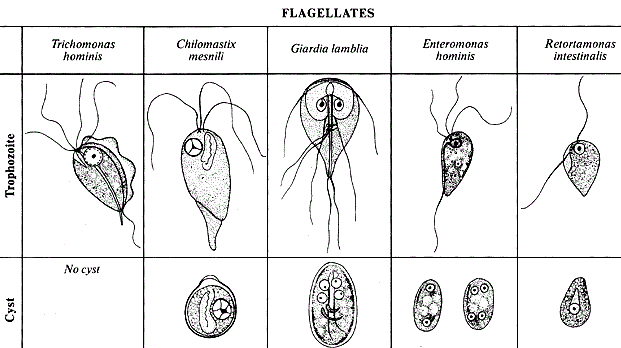 FLAGELLATES
Trichomonas
hominis
Chilomastix
mesnili
Giardia lamblia
Enteromonas
hominis
Retortamonas
intestinalis
Trophozoite
Cyst
No cyst